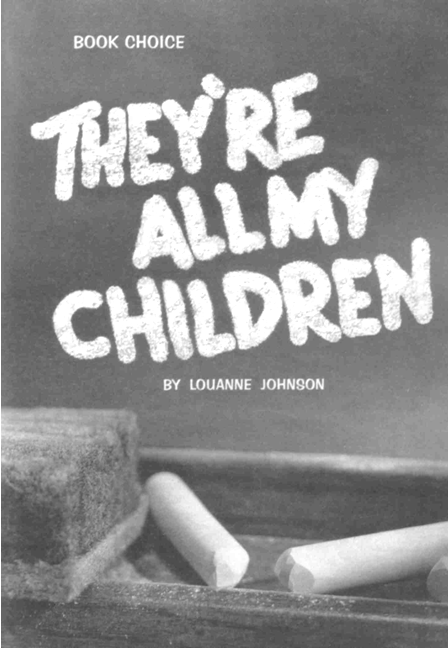 BOOK CHOICE
THEY'RE
ALL MY
CHILDREN
BY LOUANNE JOHNSON